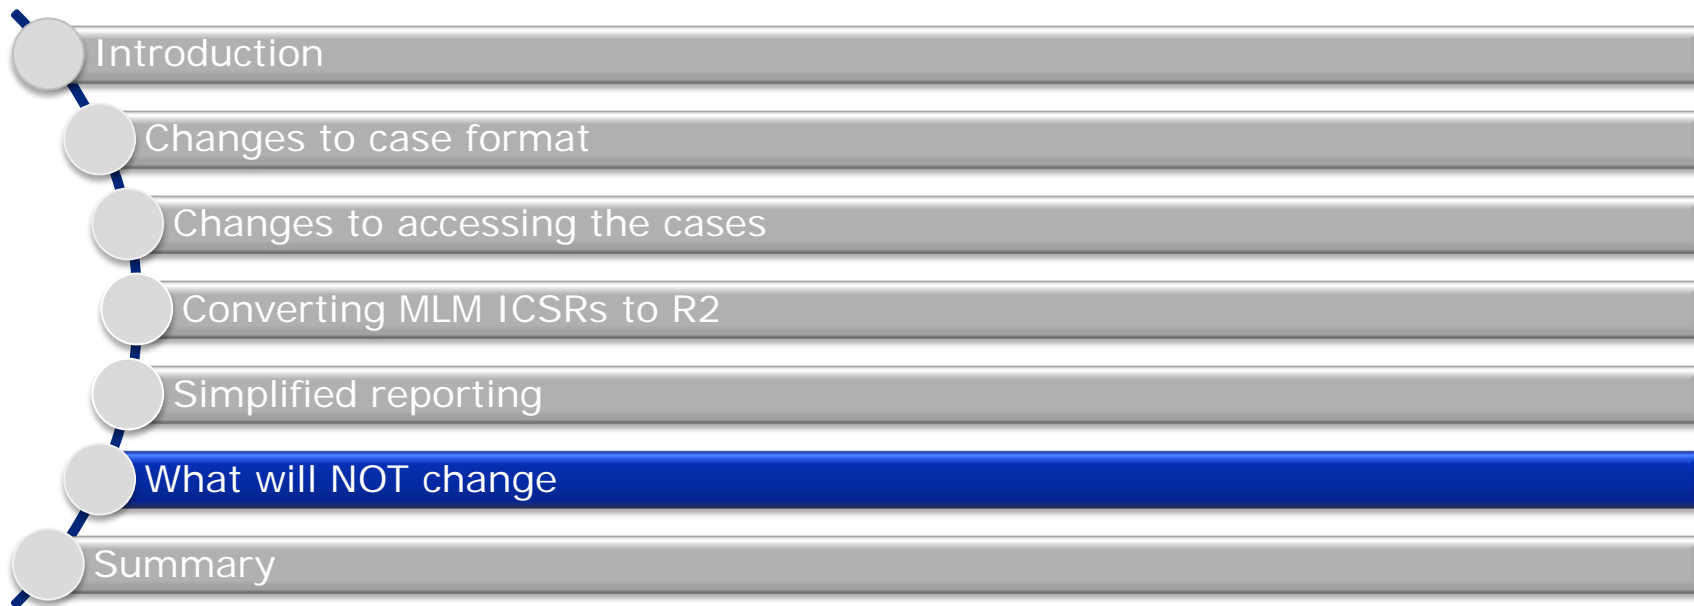 Introduction
Changes to case format
Changes to accessing the cases
Converting MLM ICSRs to R2
Simplified reporting
What will NOT change
Summary